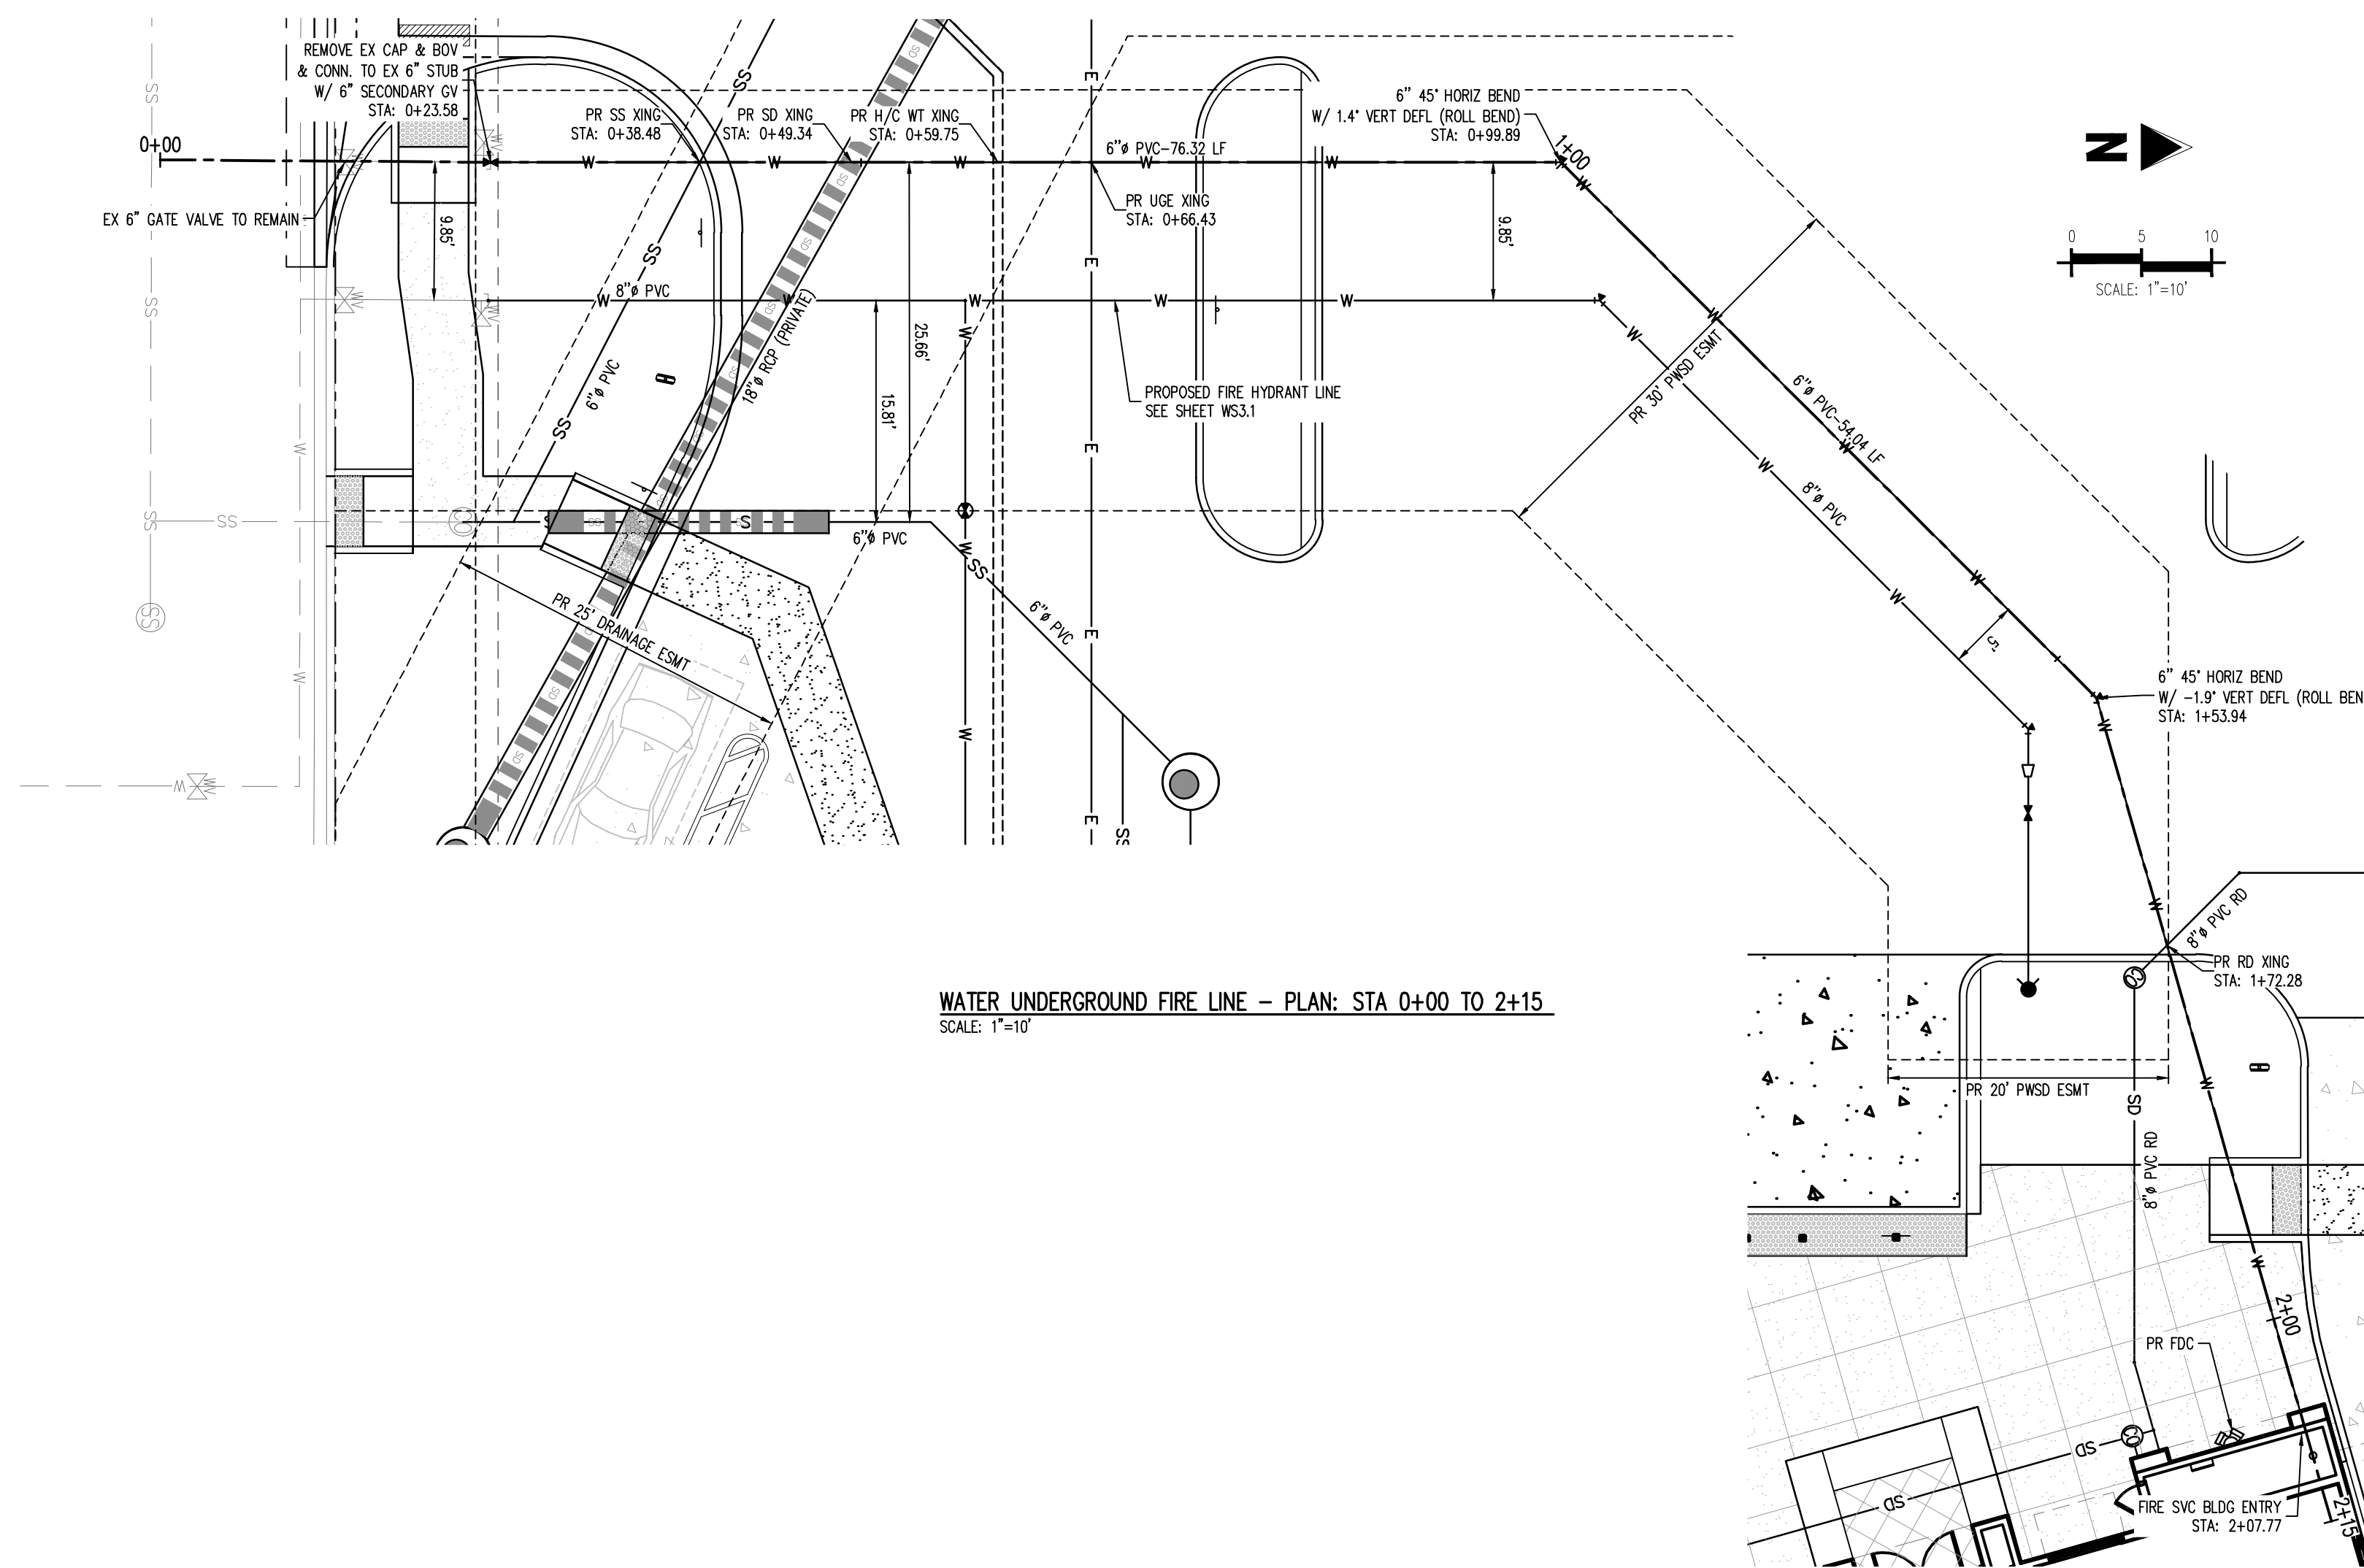 REMOVE EX CAP & BOV
& CONN. TO EX 6" STUB
W/ 6" SECONDARY GV
STA: 0+23.58
0+00
EX 6" GATE VALVE TO REMAIN
PR SS XING
STA: 0+38.48
PR SD XING
STA: 0+49.34
PR H/C WT XING
STA: 0+59.75
6"ø PVC-76.32 LF
PR UGE XING
STA: 0+66.43
6" 45° HORIZ BEND
W/ 1.4° VERT DEFL (ROLL BEND)
STA: 0+99.89
1+00
N
0 5 10
SCALE: 1"=10'
9.85'
9.85'
8"ø PVC
25.66'
15.81'
6"ø PVC
18"ø RCP (PRIVATE)
PROPOSED FIRE HYDRANT LINE
SEE SHEET WS3.1
PR 30' PWSD ESMT
6"ø PVC-54.04 LF
8"ø PVC
5'
6"ø PVC
6"ø PVC
PR 25' DRAINAGE ESMT
6" 45° HORIZ BEND
W/ -1.9° VERT DEFL (ROLL BEN
STA: 1+53.94
8"ø PVC RD
PR RD XING
STA: 1+72.28
CO
PR 20' PWSD ESMT
SD
8"ø PVC RD
WATER UNDERGROUND FIRE LINE - PLAN: STA 0+00 TO 2+15
SCALE: 1"=10'
2+00
PR FDC
CO
SD
SD
FIRE SVC BLDG ENTRY
STA: 2+07.77
2+15